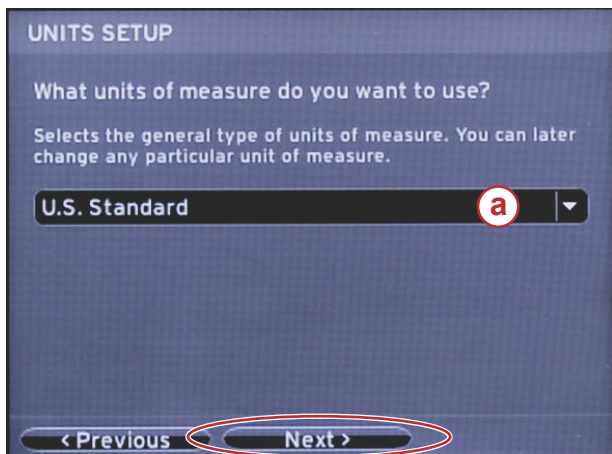 UNITS SETUP
What units of measure do you want to use?
Selects the general type of units of measure. You can later
change any particular unit of measure.
U.S. Standard
a
< Previous
Next >